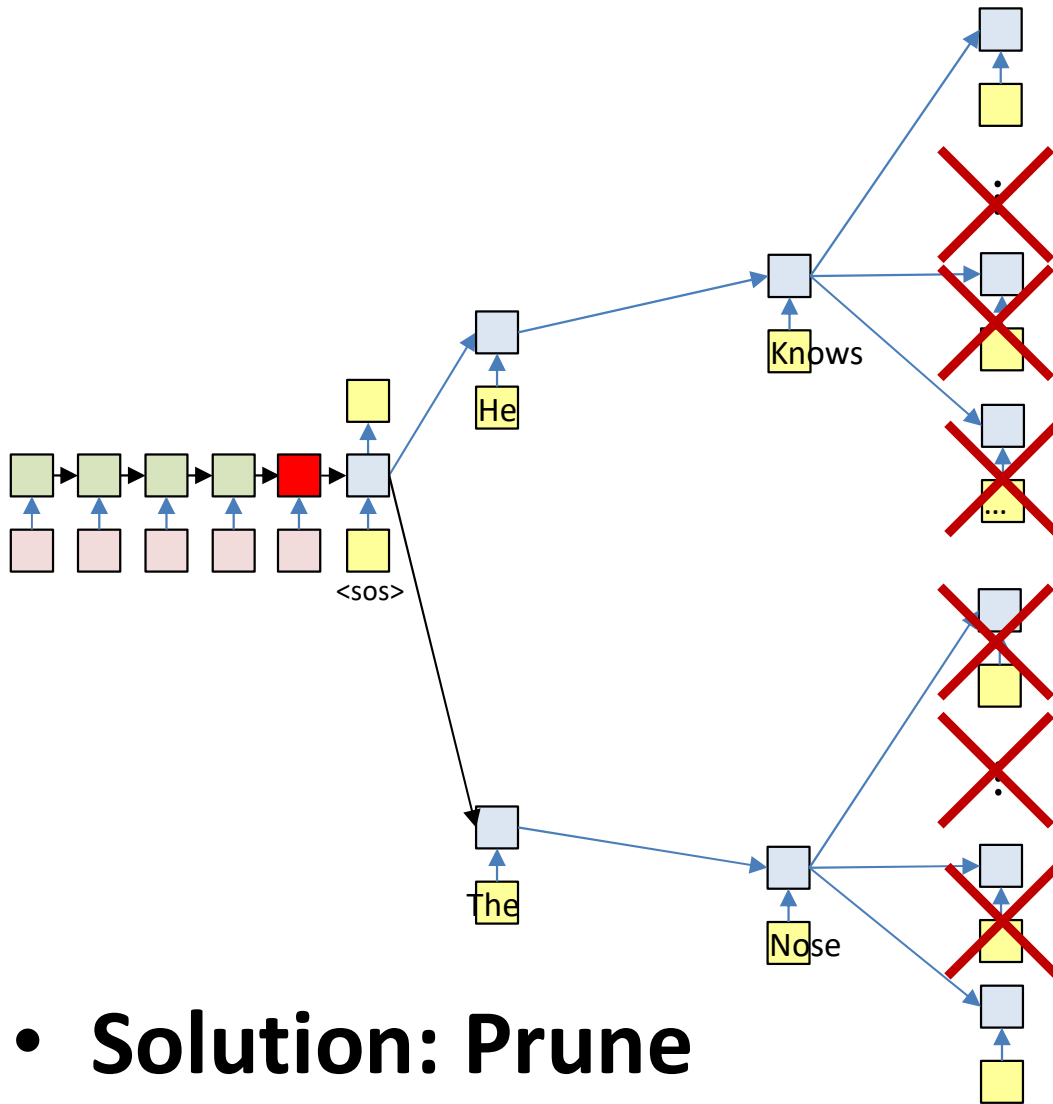 Knows
He
...
<sos>
The
Nose
• Solution: Prune